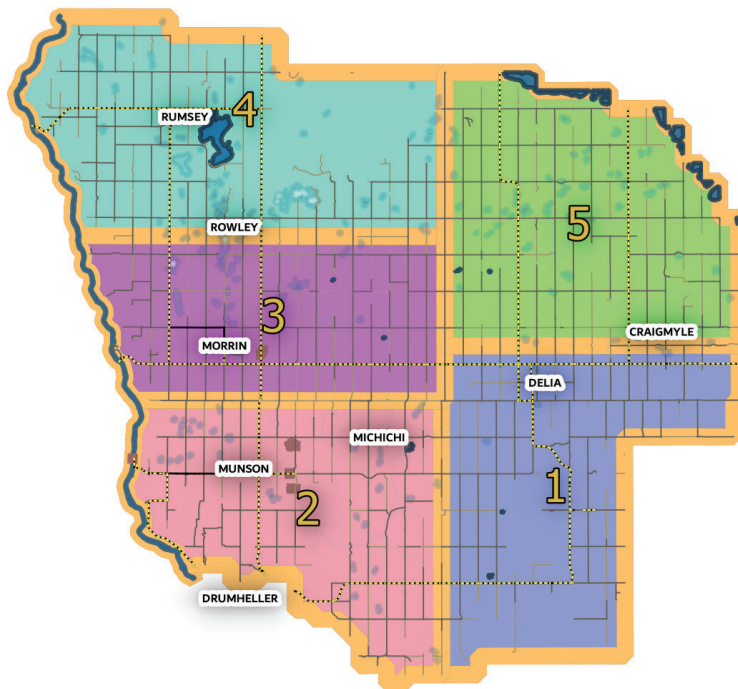 RUMSEY
4
5
ROWLEY
3
CRAIGMYLE
MORRIN
DELIA
MICHICHI
MUNSON
1
2
DRUMHELLER